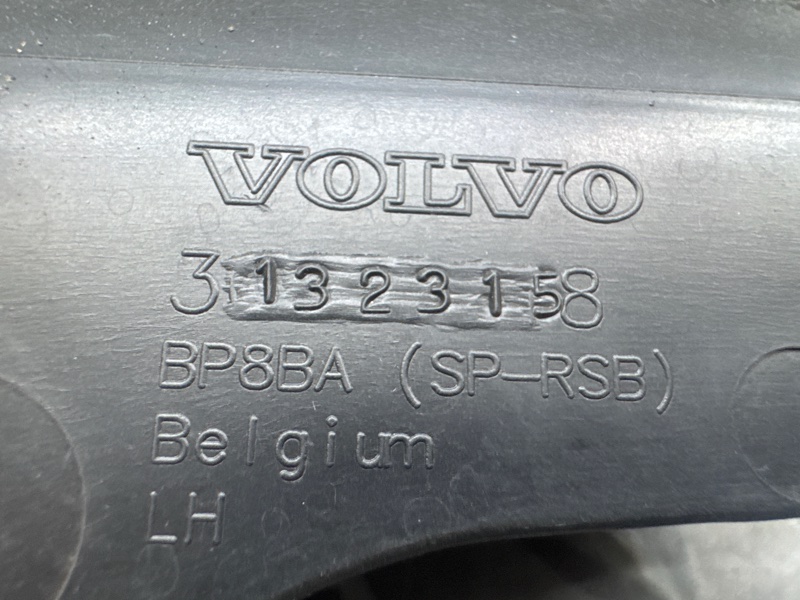 VOLVO
31323158
BP8BA (SP-RSB)
Belgium
LH